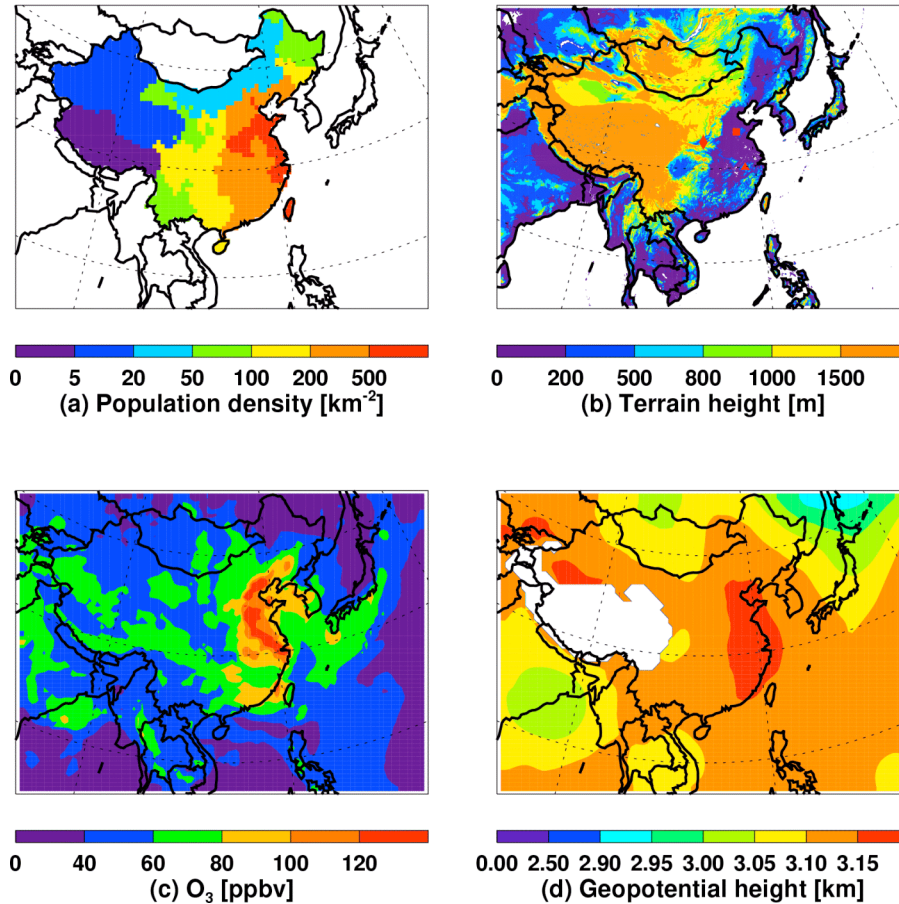 0 5 20 50 100 200 500
(a) Population density [km⁻²]
0 200 500 800 1000 1500
(b) Terrain height [m]
0 40 60 80 100 120
(c) O₃ [ppbv]
0.00 2.50 2.90 2.95 3.00 3.05 3.10 3.15
(d) Geopotential height [km]